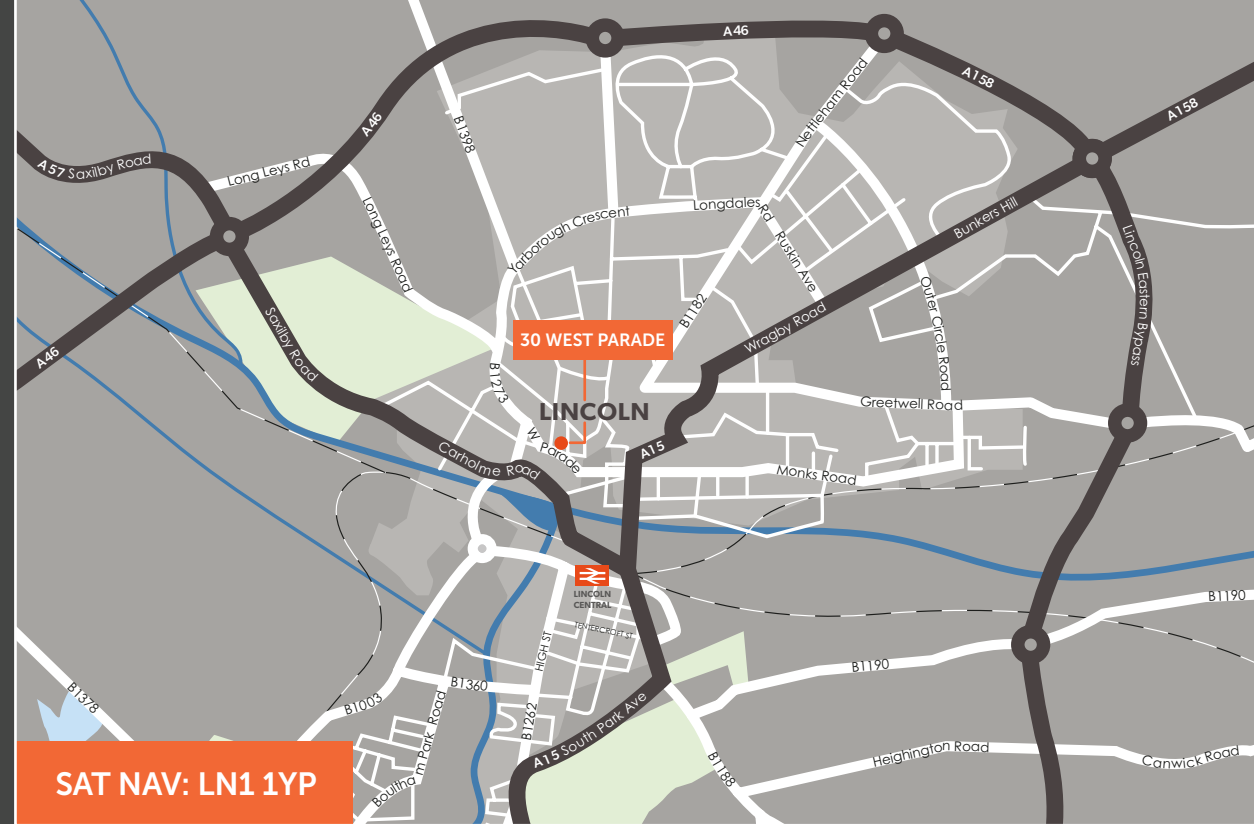 A46
A158
A158
A46
B1398
Nettleham Road
A57 Saxilby Road
Long Leys Rd
Long Leys Road
Yarborough Crescent
Longdales Rd
Ruskin Ave
Bunkers Hill
Lincoln Eastern Bypass
Outer Circle Road
B1182
Wragby Road
Saxilby Road
A46
30 WEST PARADE
B1273
LINCOLN
Greetwell Road
W Parade
A15
Carholme Road
Monks Road
LINCOLN
CENTRAL
TENTERCROFT ST
HIGH ST
B1190
B1190
B1378
B1003
B1360
B1262
Boultham Park Road
A15 South Park Ave
B1188
Heighington Road
Canwick Road
SAT NAV: LN1 1YP